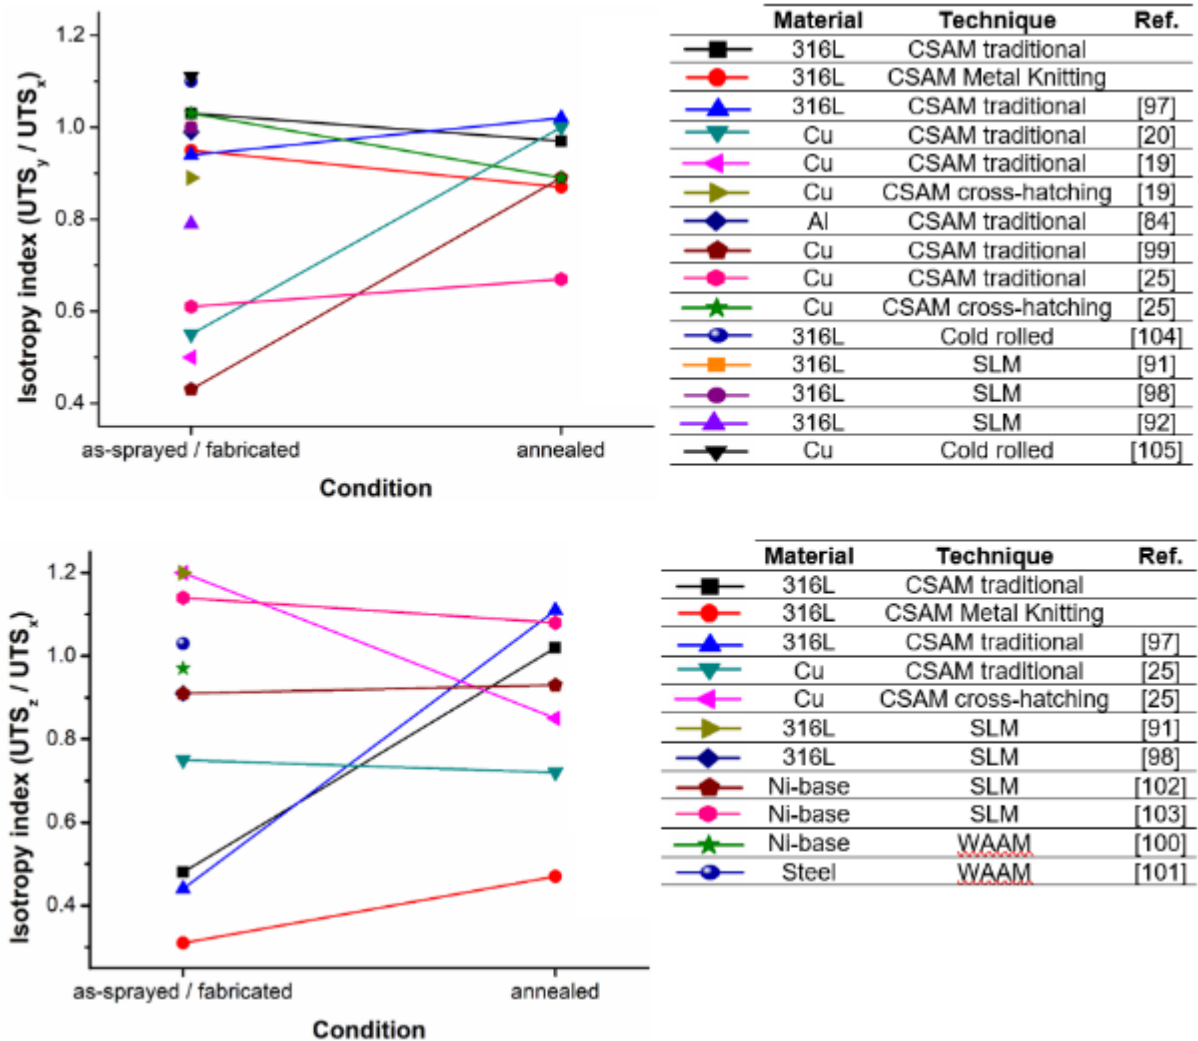 Isotropy index (UTSy / UTSx)
1.2
1.0
0.8
0.6
0.4
as-sprayed / fabricated annealed
Condition
Material Technique Ref.
316L CSAM traditional
316L CSAM Metal Knitting
316L CSAM traditional [97]
Cu CSAM traditional [20]
Cu CSAM traditional [19]
Cu CSAM cross-hatching [19]
Al CSAM traditional [84]
Cu CSAM traditional [99]
Cu CSAM traditional [25]
Cu CSAM cross-hatching [25]
316L Cold rolled [104]
316L SLM [91]
316L SLM [98]
316L SLM [92]
Cu Cold rolled [105]
Isotropy index (UTSz / UTSx)
1.2
1.0
0.8
0.6
0.4
as-sprayed / fabricated annealed
Condition
Material Technique Ref.
316L CSAM traditional
316L CSAM Metal Knitting
316L CSAM traditional [97]
Cu CSAM traditional [25]
Cu CSAM cross-hatching [25]
316L SLM [91]
316L SLM [98]
Ni-base SLM [102]
Ni-base SLM [103]
Ni-base WAAM [100]
Steel WAAM [101]